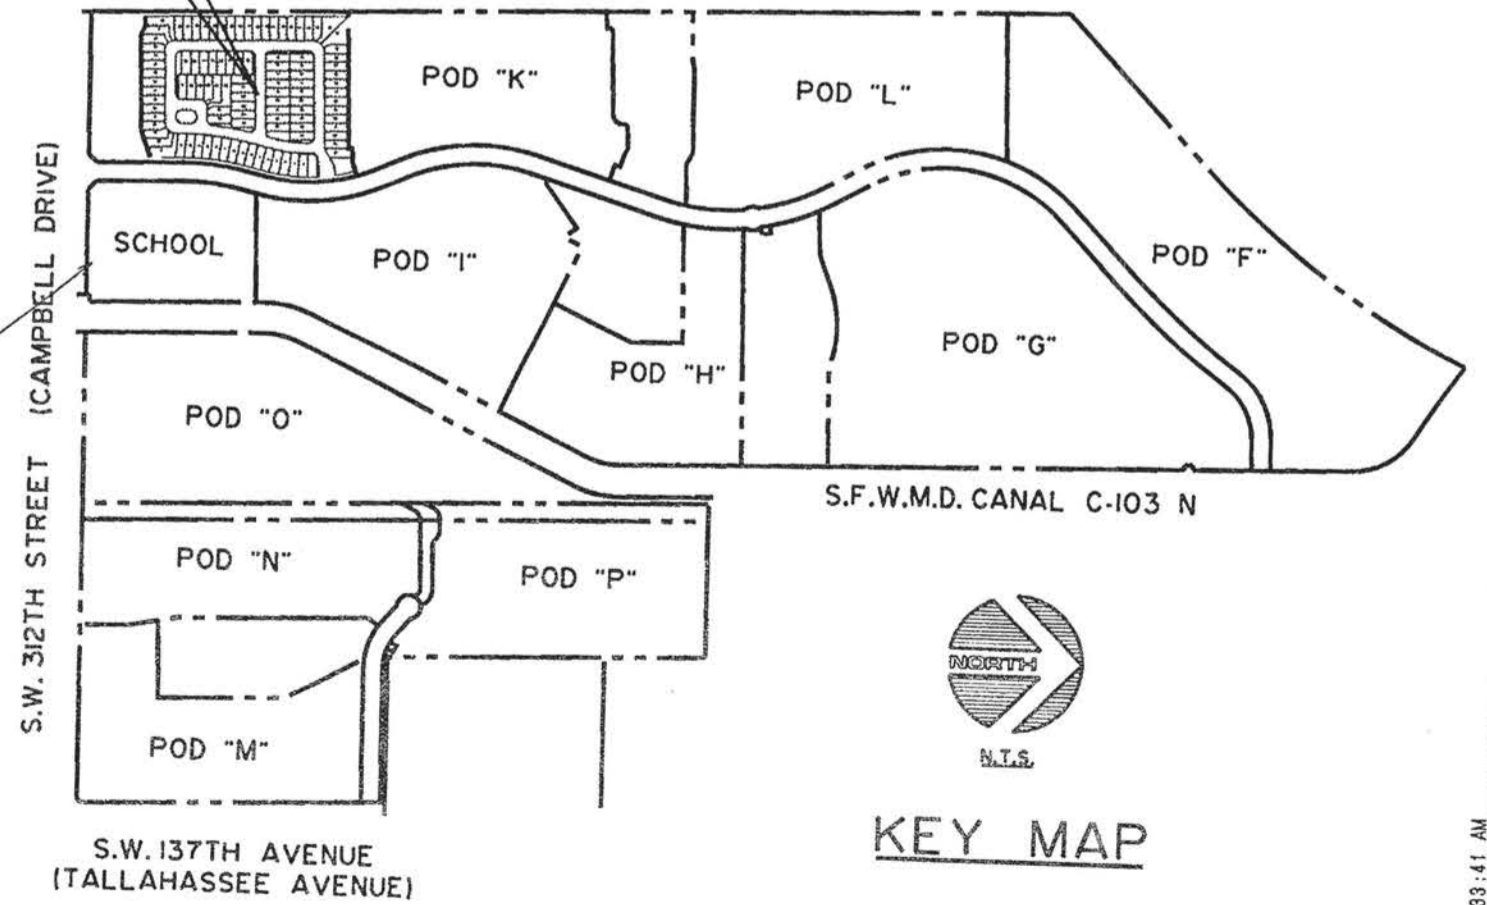 POD "K"
POD "L"
SCHOOL
POD "I"
POD "F"
POD "G"
POD "H"
POD "O"
S.W. 312TH STREET (CAMPBELL DRIVE)
S.F.W.M.D. CANAL C-103 N
POD "N"
POD "P"
NORTH
POD "M"
N.T.S.
KEY MAP
S.W. 137TH AVENUE
(TALLAHASSEE AVENUE)
33:41 AM